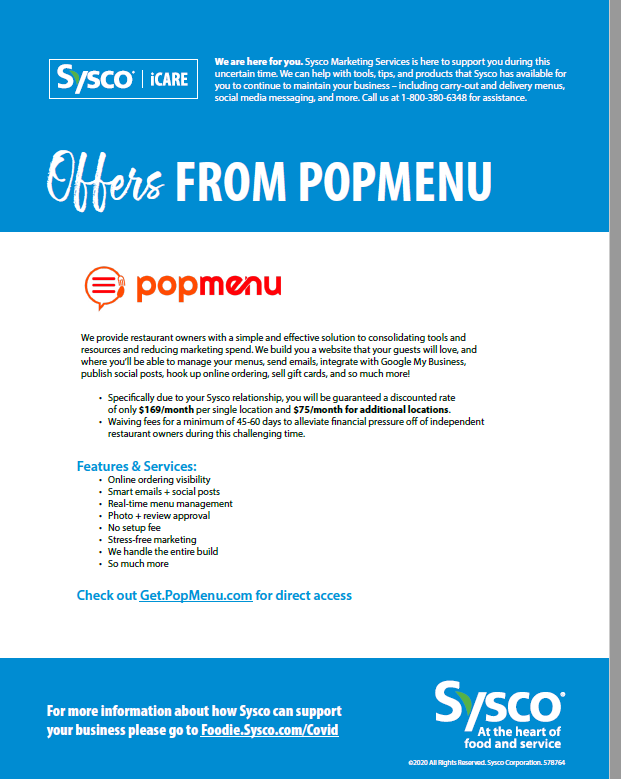 Sysco® | iCARE
We are here for you. Sysco Marketing Services is here to support you during this
uncertain time. We can help with tools, tips, and products that Sysco has available for
you to continue to maintain your business – including carry-out and delivery menus,
social media messaging, and more. Call us at 1-800-380-6348 for assistance.
Offers FROM POPMENU
popmenu
We provide restaurant owners with a simple and effective solution to consolidating tools and
resources and reducing marketing spend. We build you a website that your guests will love, and
where you'll be able to manage your menus, send emails, integrate with Google My Business,
publish social posts, hook up online ordering, sell gift cards, and so much more!
• Specifically due to your Sysco relationship, you will be guaranteed a discounted rate
of only $169/month per single location and $75/month for additional locations.
• Waiving fees for a minimum of 45-60 days to alleviate financial pressure off of independent
restaurant owners during this challenging time.
Features & Services:
• Online ordering visibility
• Smart emails + social posts
• Real-time menu management
• Photo + review approval
• No setup fee
• Stress-free marketing
• We handle the entire build
• So much more
Check out Get.PopMenu.com for direct access
For more information about how Sysco can support
your business please go to Foodie.Sysco.com/Covid
Sysco®
At the heart of
food and service
©2020 All Rights Reserved. Sysco Corporation. 578764